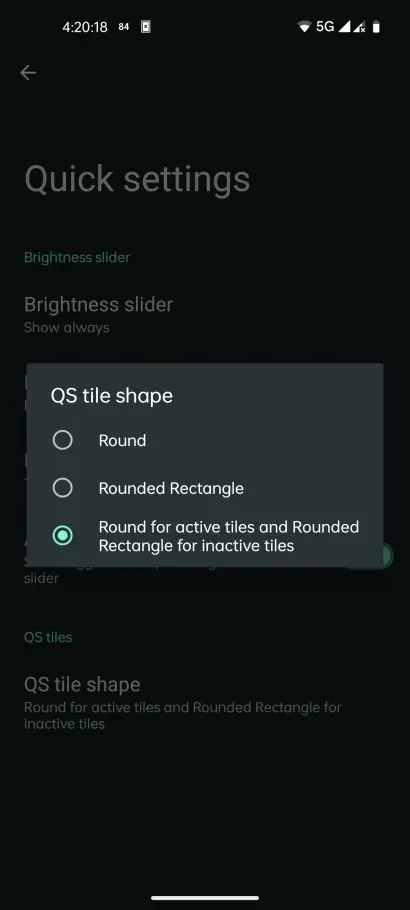 4:20:18 84 5G
Quick settings
Brightness slider
Brightness slider
Show always
QS tile shape
Round
Rounded Rectangle
Round for active tiles and Rounded
Rectangle for inactive tiles
slider
QS tiles
QS tile shape
Round for active tiles and Rounded Rectangle for
inactive tiles